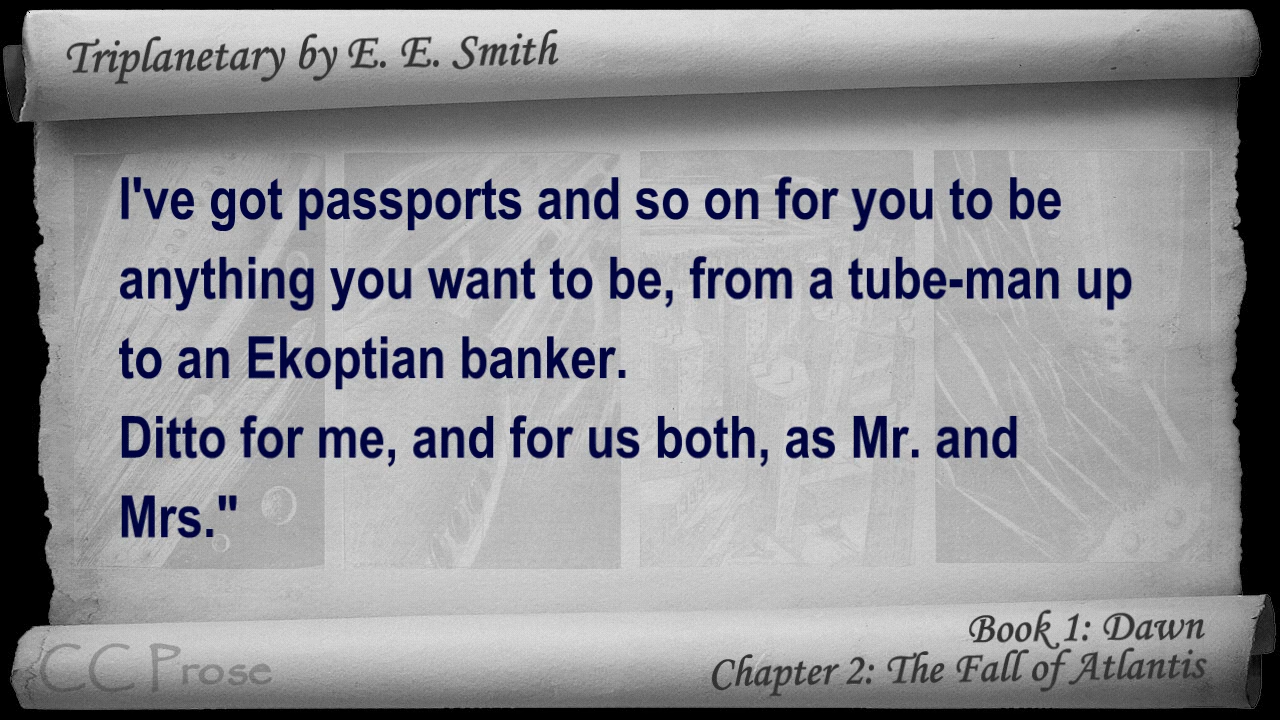 Triplanetary by E. E. Smith
I've got passports and so on for you to be
anything you want to be, from a tube-man up
to an Ekoptian banker.
Ditto for me, and for us both, as Mr. and
Mrs."
CC Prose
Book 1: Dawn
Chapter 2: The Fall of Atlantis